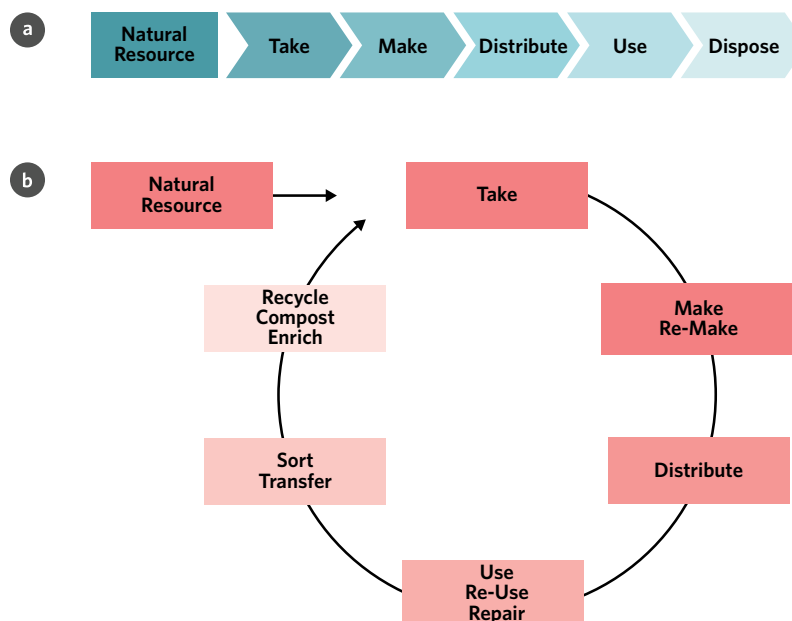 a
Natural
Resource
Take
Make
Distribute
Use
Dispose
b
Natural
Resource
Take
Recycle
Compost
Enrich
Make
Re-Make
Sort
Transfer
Distribute
Use
Re-Use
Repair